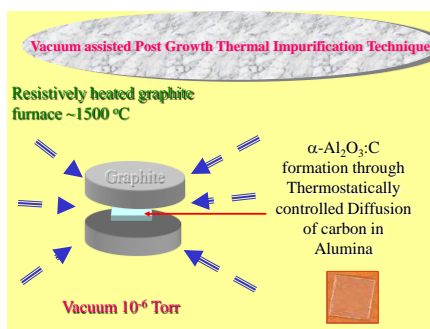 Vacuum assisted Post Growth Thermal Impurification Technique
Resistively heated graphite
furnace ~1500 °C
Graphite
α-Al₂O₃:C
formation through
Thermostatically
controlled Diffusion
of carbon in
Alumina
Vacuum 10⁻⁶ Torr